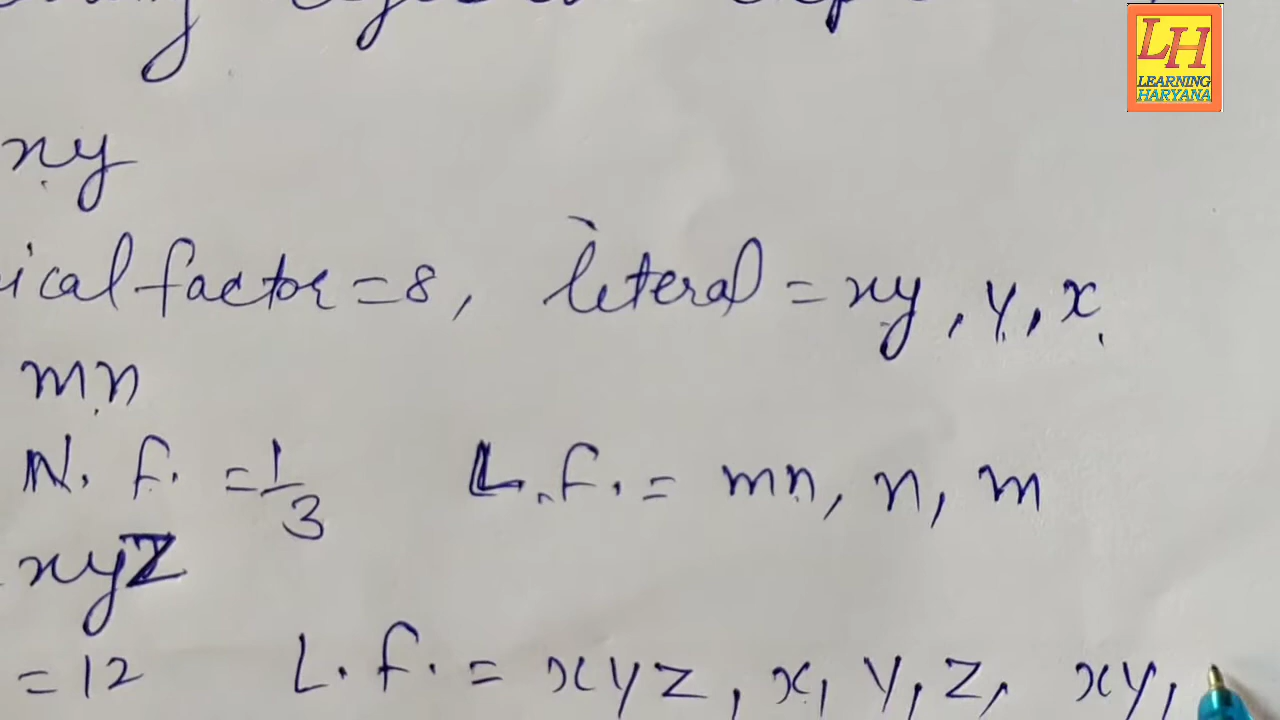 LH
LEARNING
HARYANA
xy
ical factor = 8, literal = xy, y, x
mn
N. f. = 1/3 L. f. = mn, n, m
xyz
= 12 L. f. = xyz, x, y, z, xy,